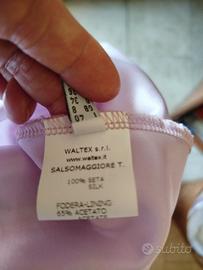 WALTEX s.r.l.
www.waltex.it
SALSOMAGGIORE T.
100% SETA
SILK
FODERA-LINING:
65% ACETATO
subito